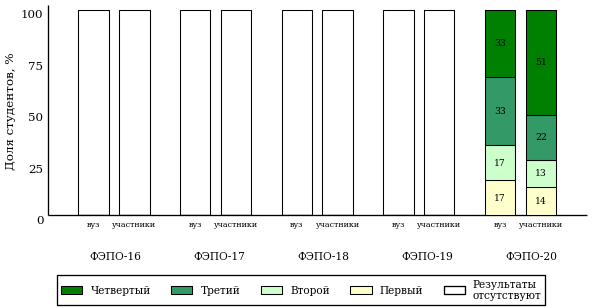 100
75
50
25
0
Доля студентов, %
33
33
17
17
51
22
13
14
вуз участники вуз участники вуз участники вуз участники вуз участники
ФЭПО-16 ФЭПО-17 ФЭПО-18 ФЭПО-19 ФЭПО-20
Четвертый Третий Второй Первый Результаты
отсутствуют